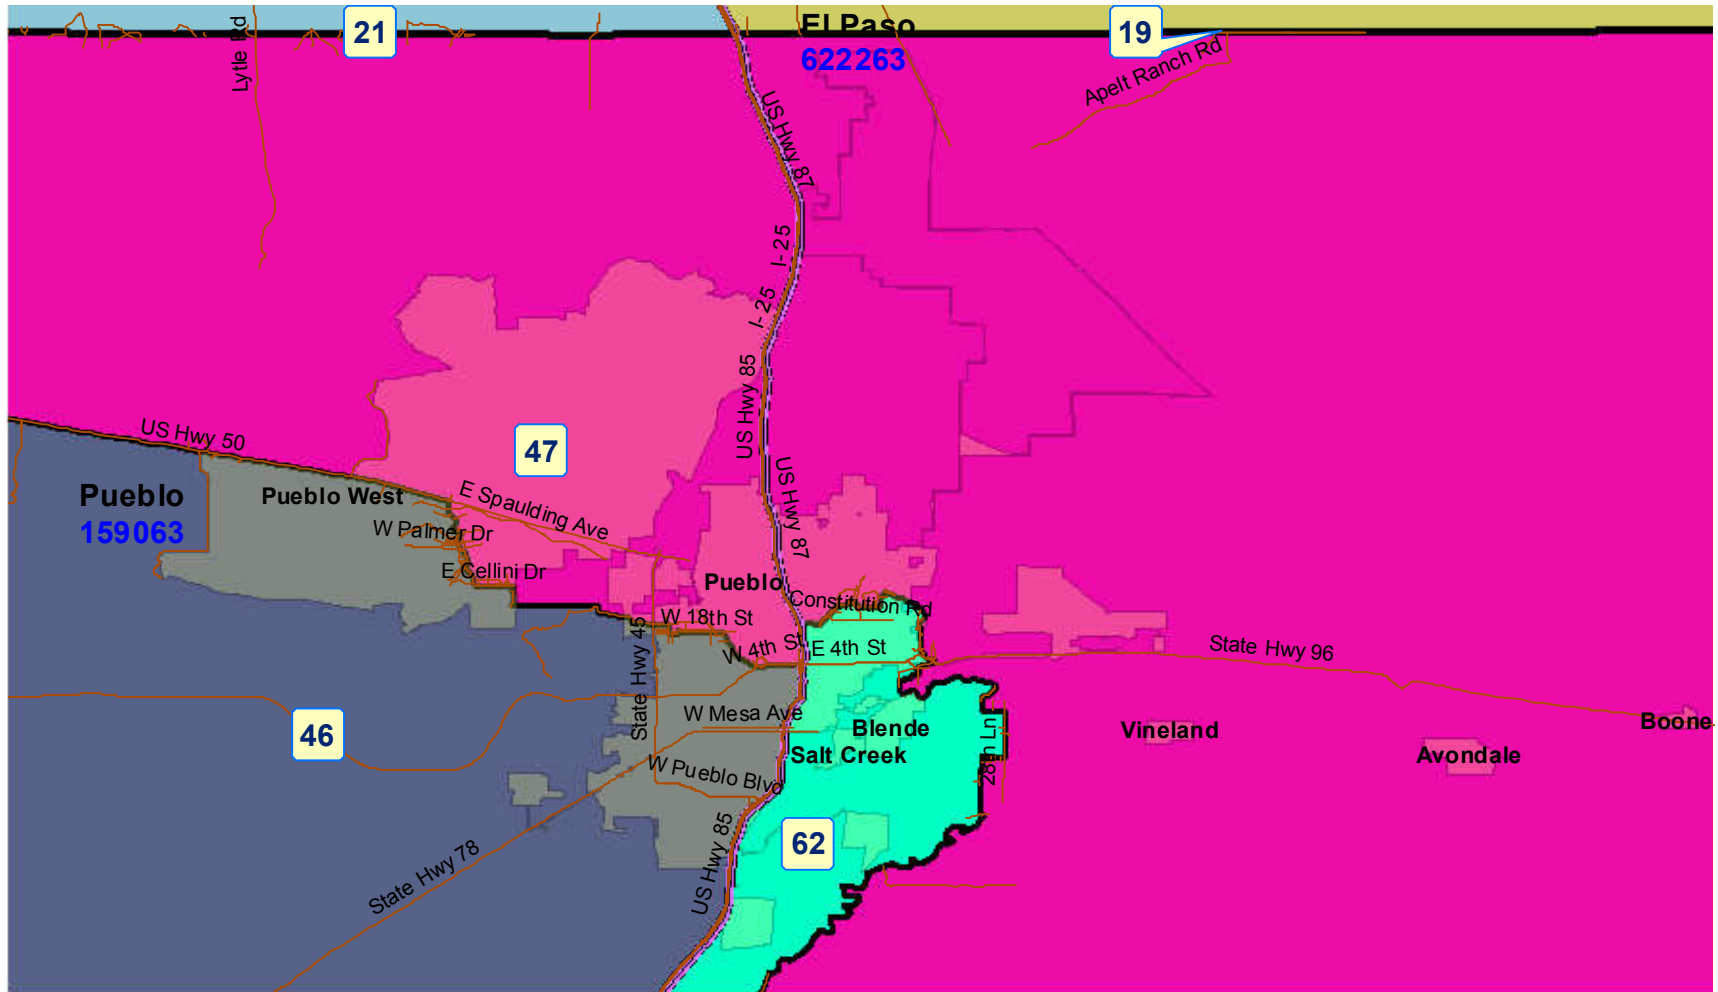 El Paso
622263
21
19
Lytle Rd
Apelt Ranch Rd
US Hwy 87
I-25
I-25
US Hwy 85
US Hwy 50
47
Pueblo
159063
Pueblo West
E Spaulding Ave
US Hwy 87
W Palmer Dr
E Cellini Dr
Pueblo
Constitution Rd
W 18th St
W 4th St
E 4th St
State Hwy 45
State Hwy 96
46
W Mesa Ave
Blende
Salt Creek
28th Ln
Vineland
Boone
Avondale
W Pueblo Blvd
62
US Hwy 85
State Hwy 78